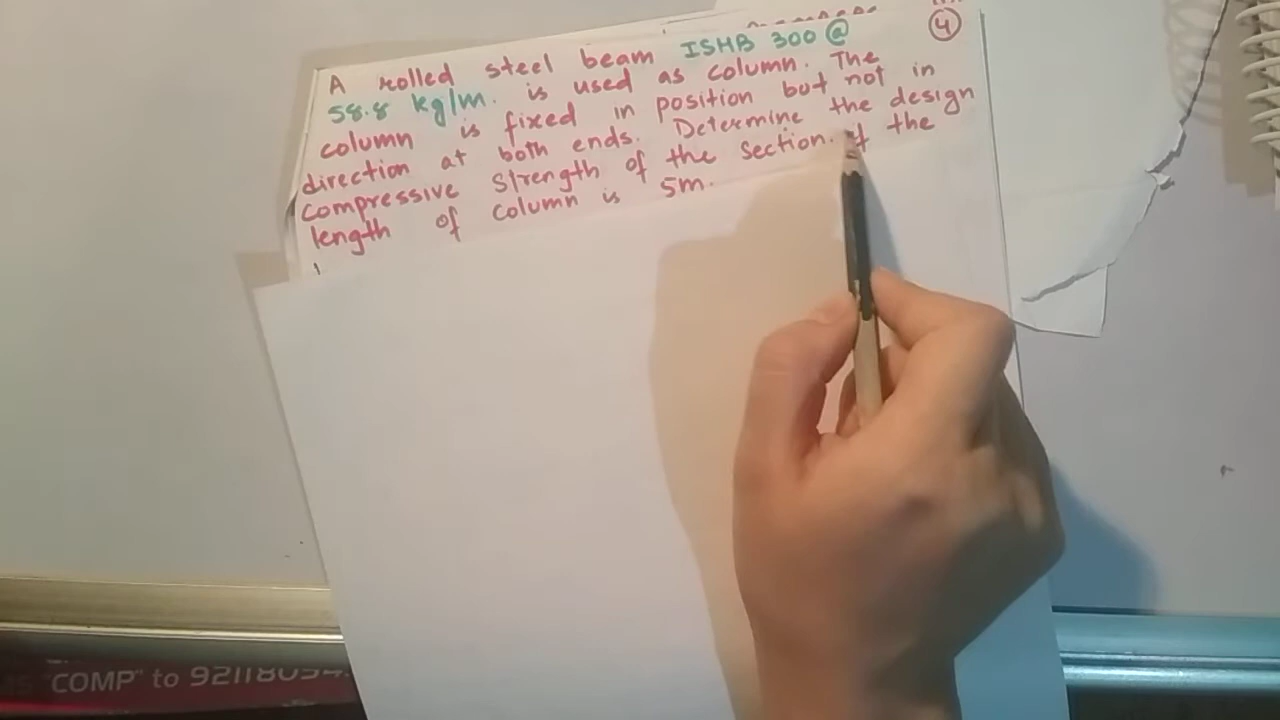 A rolled steel beam ISHB 300 @ ④
58.8 kg/m. is used as column. The
column is fixed in position but not in
direction at both ends. Determine the design
compressive strength of the section. if the
length of column is 5m.
COMP" to 92118054